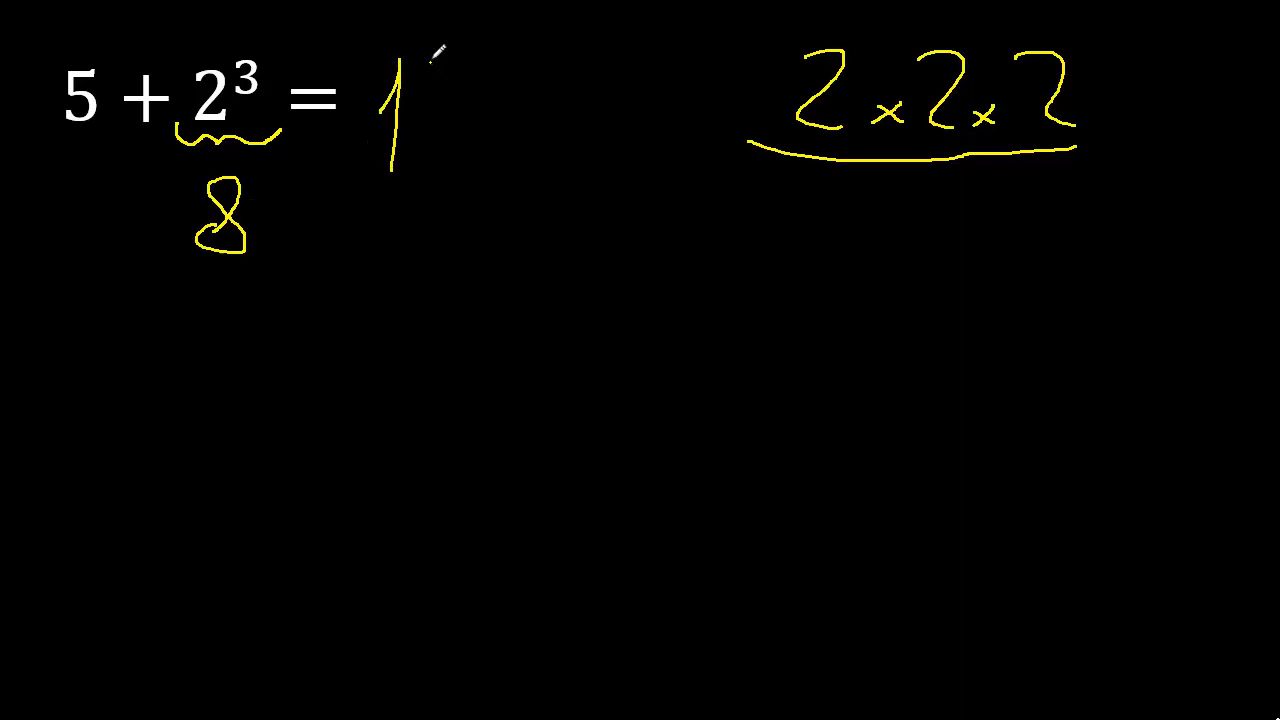 5 + 2³ = 1
2 × 2 × 2
8